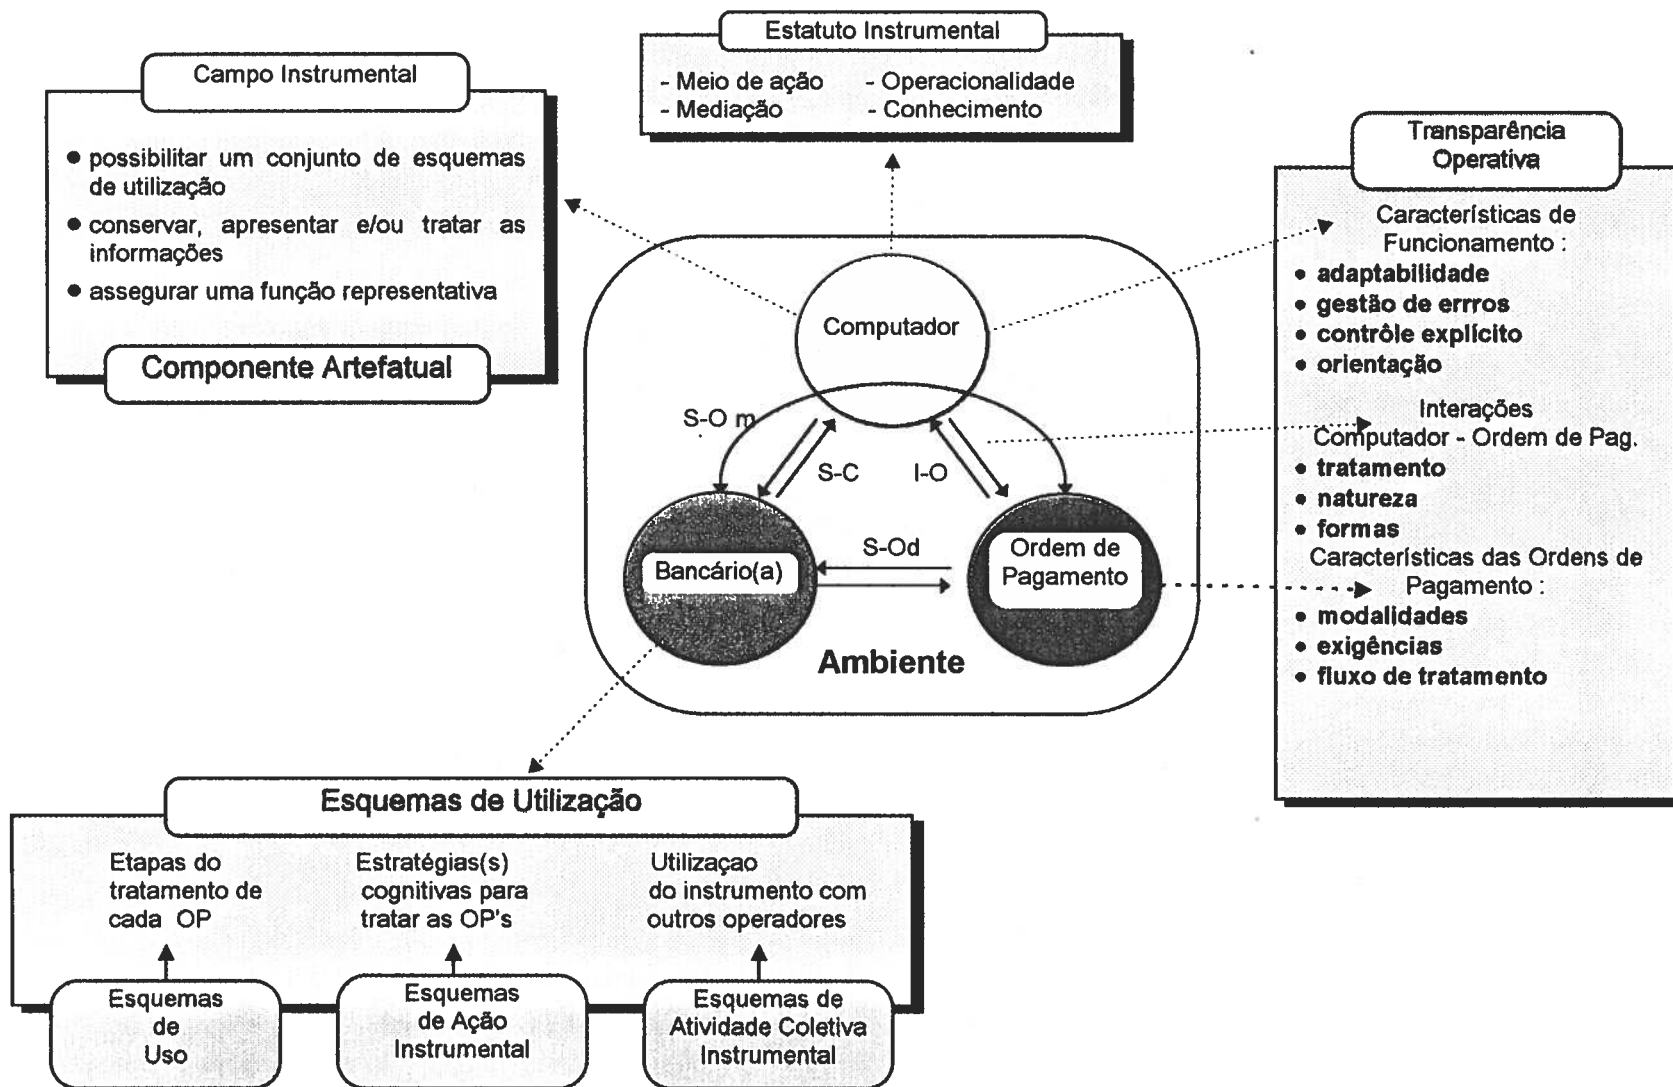 Estatuto Instrumental
- Meio de ação - Operacionalidade
- Mediação - Conhecimento
Campo Instrumental
● possibilitar um conjunto de esquemas
de utilização
● conservar, apresentar e/ou tratar as
informações
● assegurar uma função representativa
Componente Artefatual
Transparência
Operativa
Características de
Funcionamento :
• adaptabilidade
• gestão de errros
• contrôle explícito
• orientação
Interações
Computador - Ordem de Pag.
• tratamento
• natureza
• formas
Características das Ordens de
Pagamento :
• modalidades
• exigências
• fluxo de tratamento
Computador
S-O m
S-C
I-O
S-Od
Bancário(a)
Ordem de
Pagamento
Ambiente
Esquemas de Utilização
Etapas do
tratamento de
cada OP
Estratégias(s)
cognitivas para
tratar as OP's
Utilizaçao
do instrumento com
outros operadores
Esquemas
de
Uso
Esquemas
de Ação
Instrumental
Esquemas de
Atividade Coletiva
Instrumental